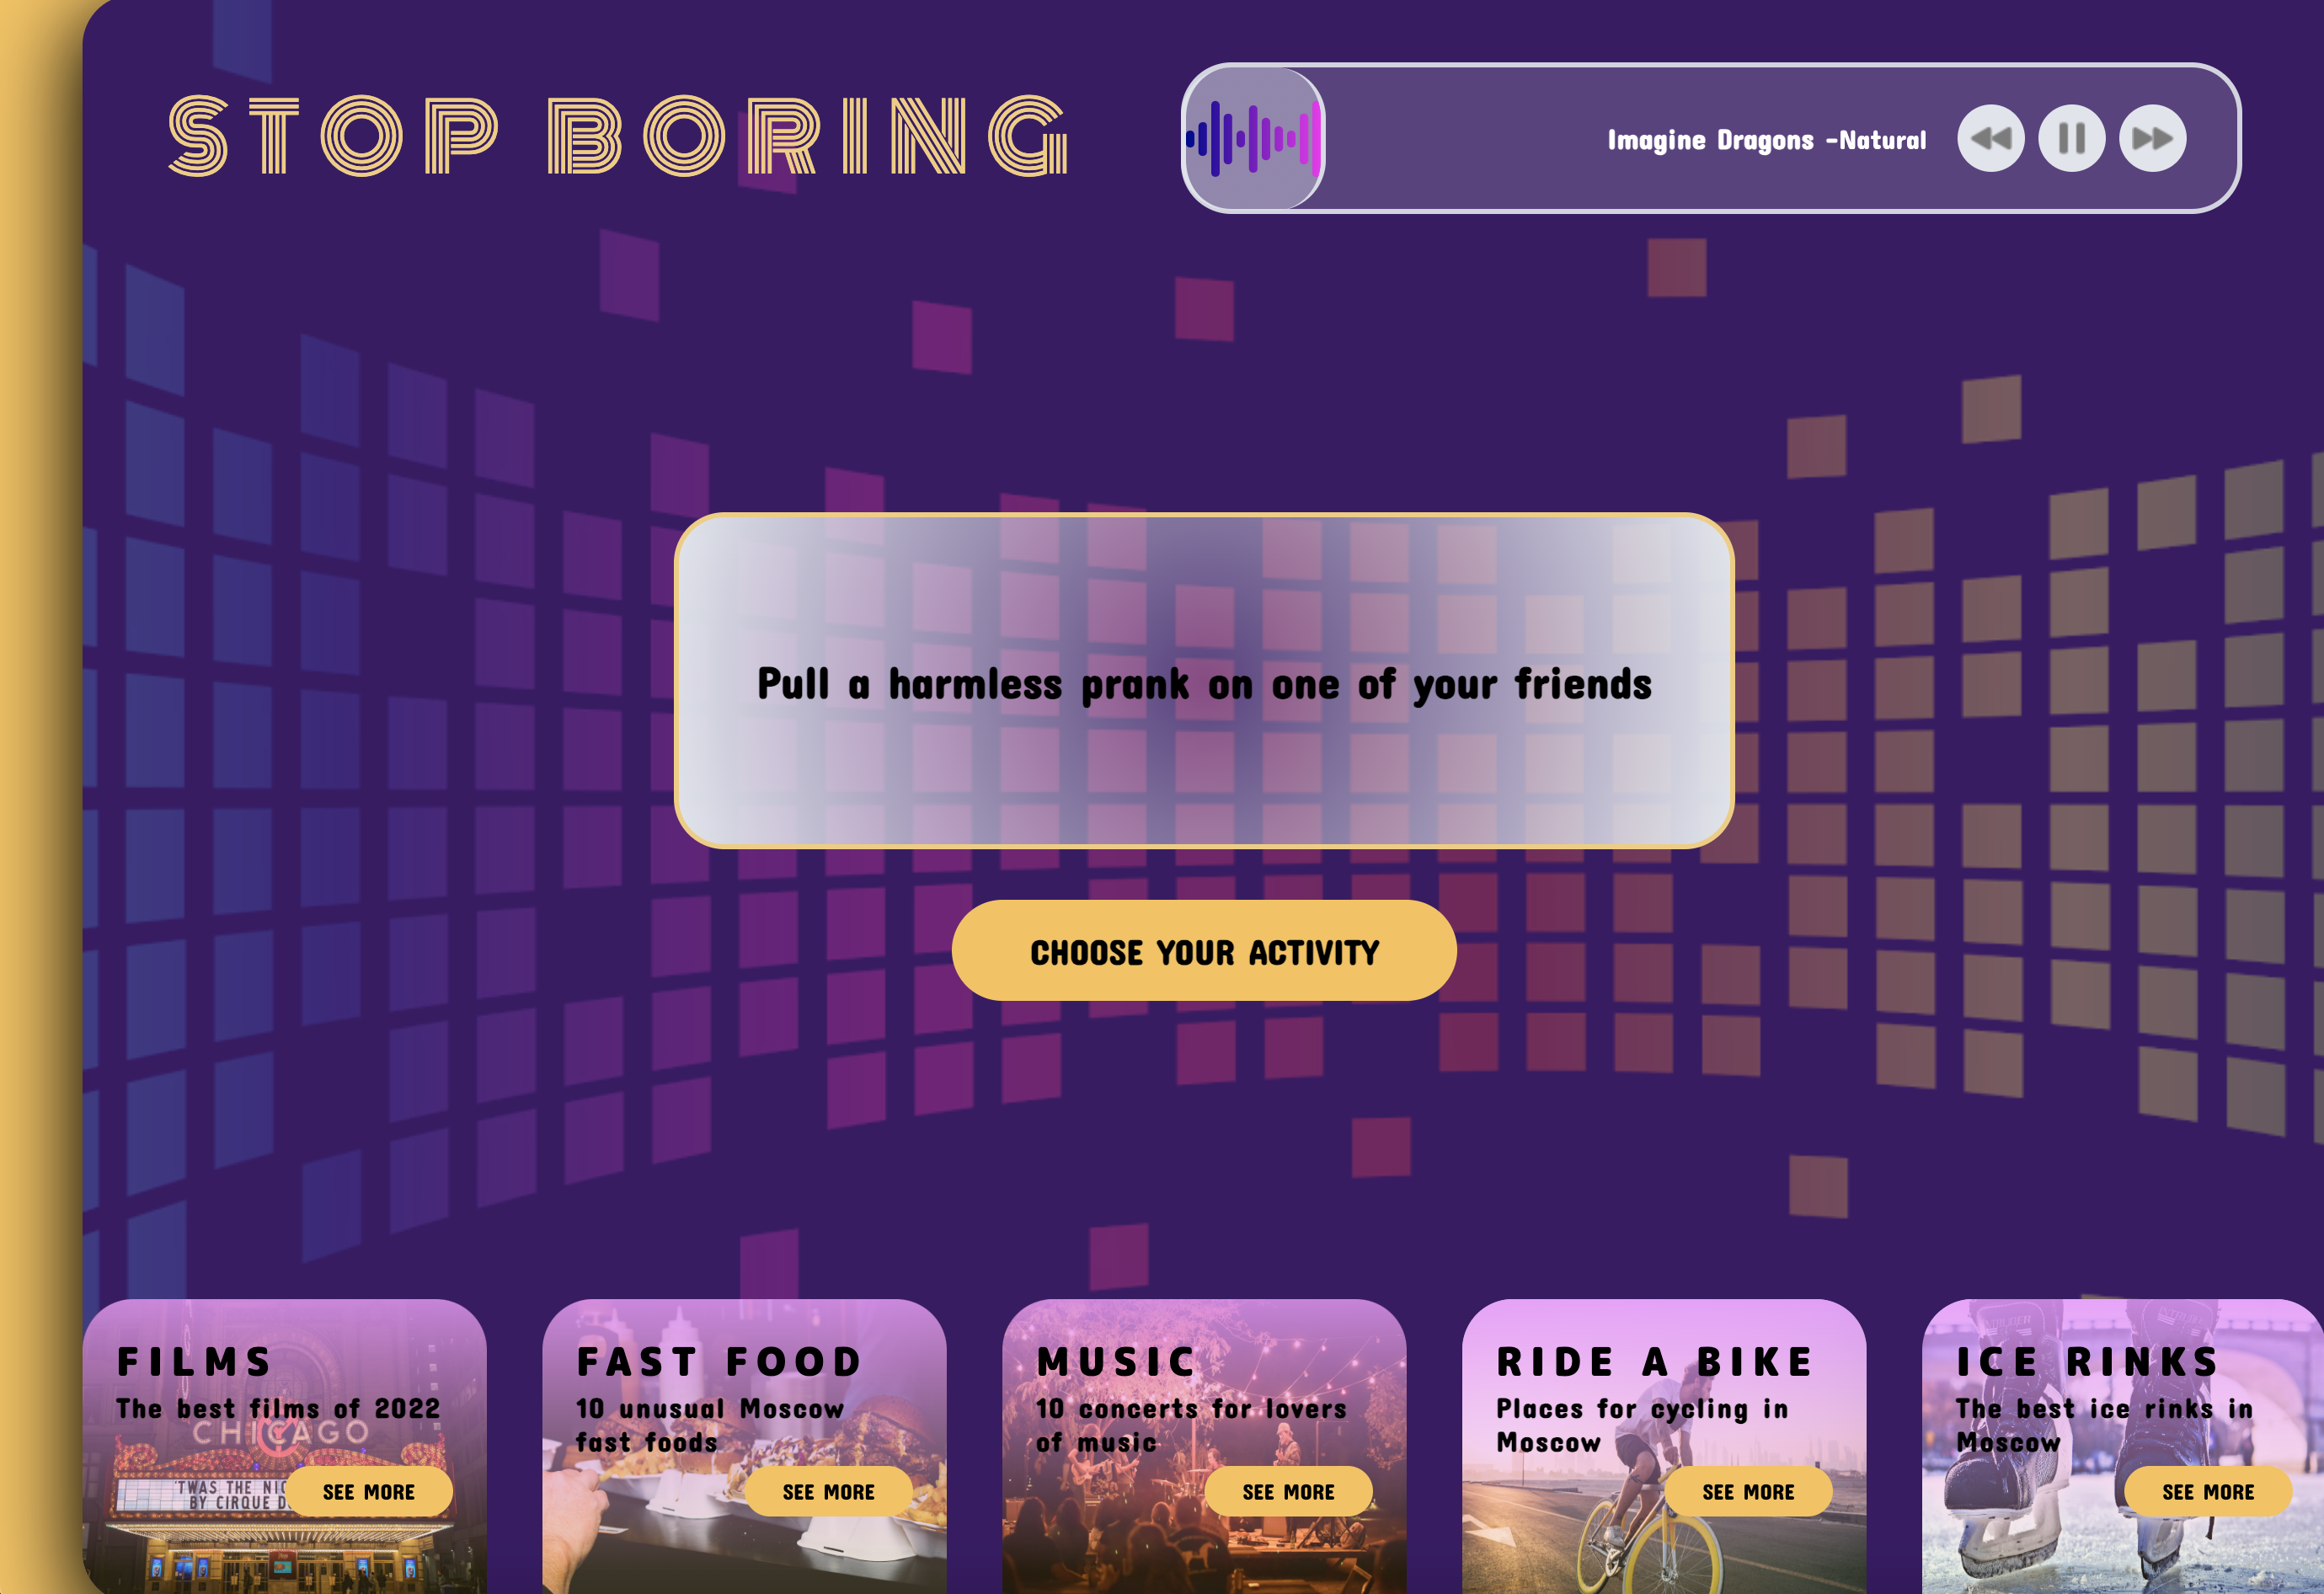 STOP BORING
Imagine Dragons -Natural
Pull a harmless prank on one of your friends
CHOOSE YOUR ACTIVITY
FILMS
The best films of 2022
CHICAGO
'TWAS THE
BY CIRQUE
SEE MORE
FAST FOOD
10 unusual Moscow
fast foods
SEE MORE
MUSIC
10 concerts for lovers
of music
SEE MORE
RIDE A BIKE
Places for cycling in
Moscow
SEE MORE
ICE RINKS
The best ice rinks in
Moscow
SEE MORE